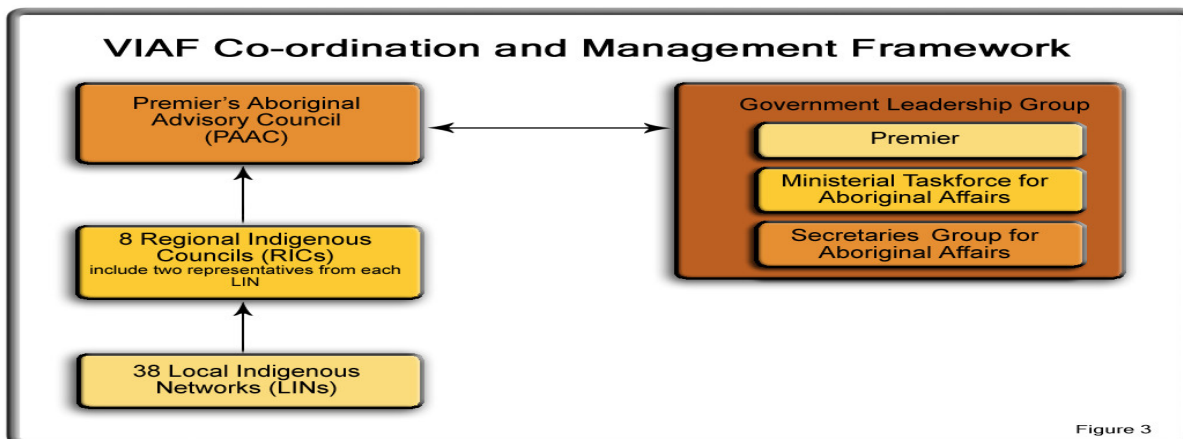 VIAF Co-ordination and Management Framework
Premier's Aboriginal
Advisory Council
(PAAC)
8 Regional Indigenous
Councils (RICs)
include two representatives from each
LIN
38 Local Indigenous
Networks (LINs)
Government Leadership Group
Premier
Ministerial Taskforce for
Aboriginal Affairs
Secretaries Group for
Aboriginal Affairs
Figure 3